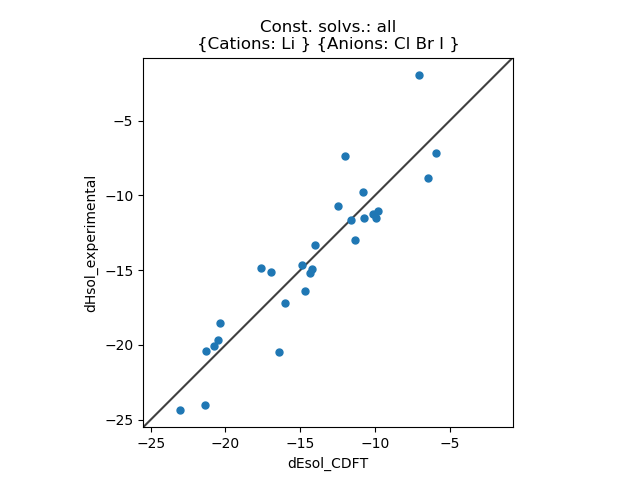 Const. solvs.: all
{Cations: Li } {Anions: Cl Br I }
dHsol_experimental
−5
−10
−15
−20
−25
−25
−20
−15
−10
−5
dEsol_CDFT